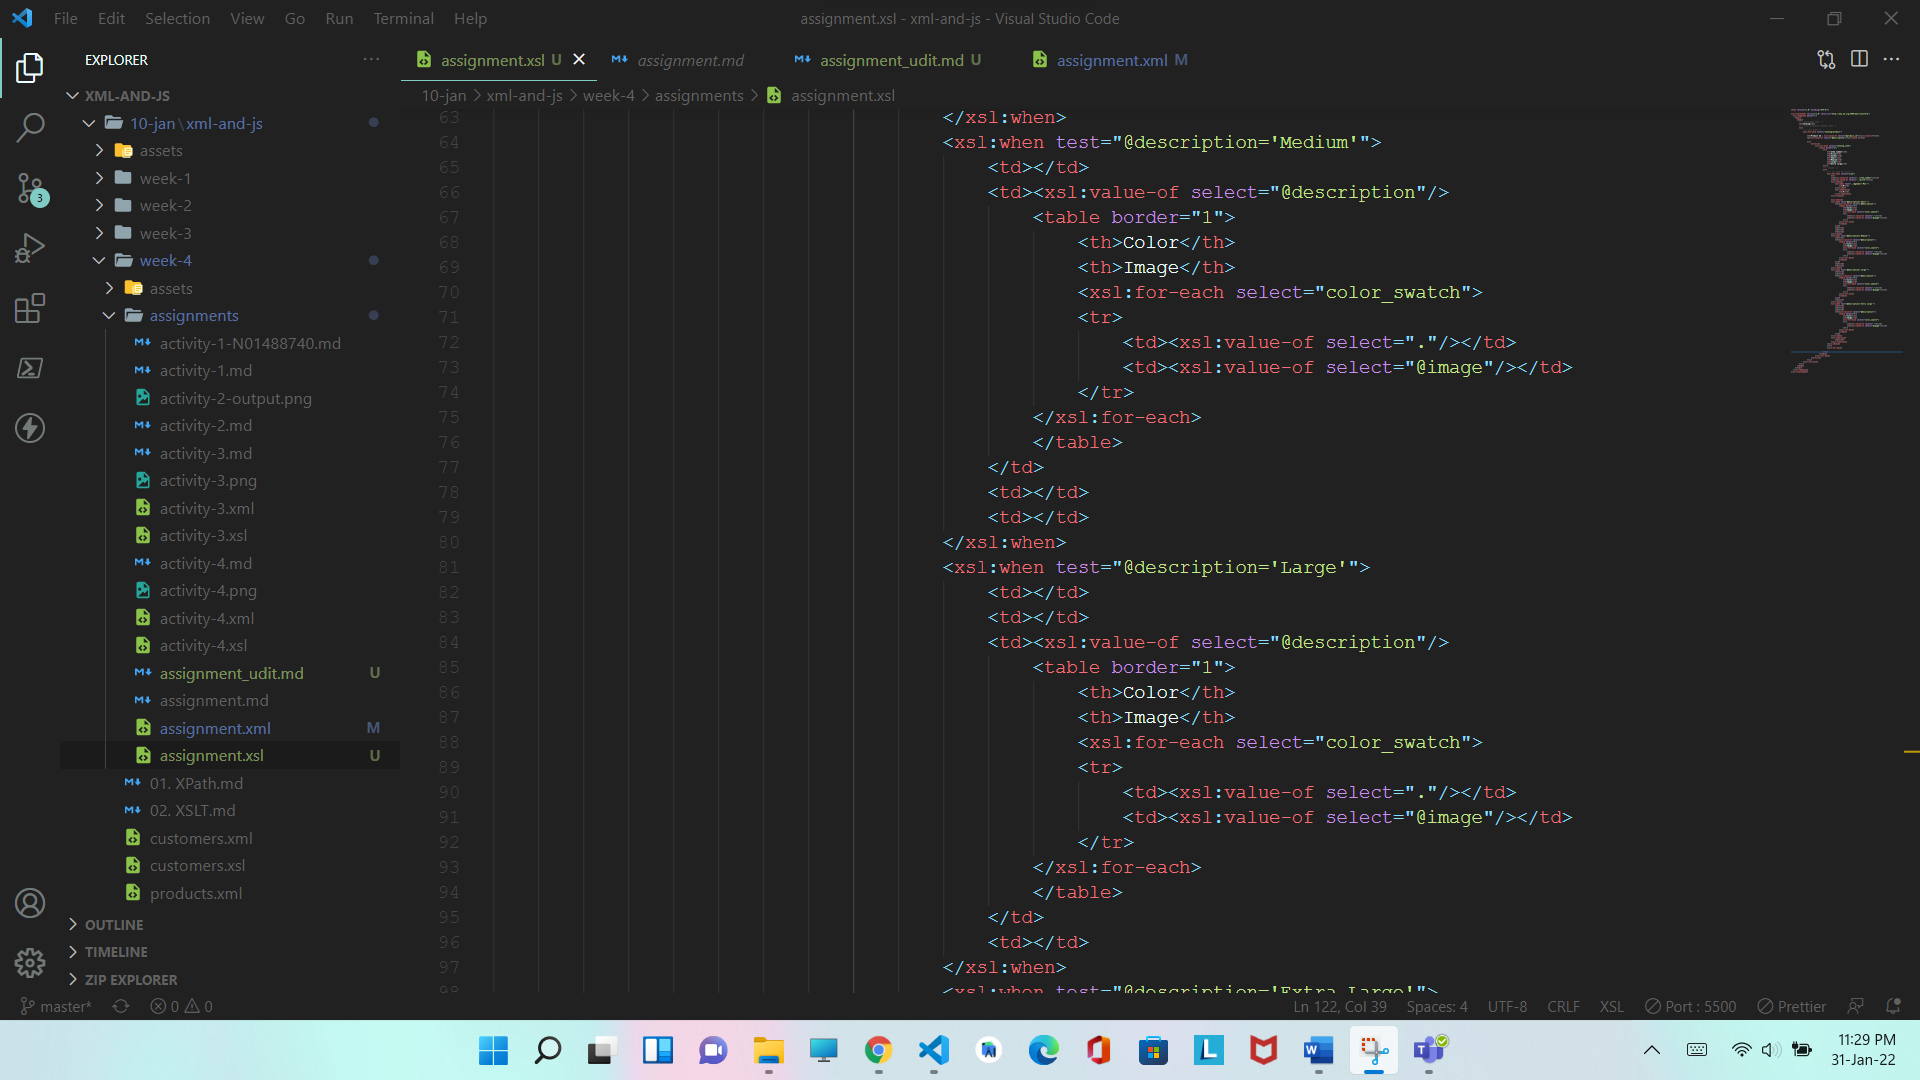 File Edit Selection View Go Run Terminal Help
assignment.xsl - xml-and-js - Visual Studio Code
EXPLORER
assignment.xsl U
assignment.md
assignment_udit.md U
assignment.xml M
XML-AND-JS
10-jan > xml-and-js > week-4 > assignments > assignment.xsl
10-jan\xml-and-js
assets
week-1
week-2
week-3
3
week-4
assets
assignments
activity-1-N01488740.md
activity-1.md
activity-2-output.png
activity-2.md
activity-3.md
activity-3.png
activity-3.xml
activity-3.xsl
activity-4.md
activity-4.png
activity-4.xml
activity-4.xsl
assignment_udit.md U
assignment.md
assignment.xml M
assignment.xsl U
01. XPath.md
02. XSLT.md
customers.xml
customers.xsl
products.xml
OUTLINE
TIMELINE
ZIP EXPLORER
63 </xsl:when>
64 <xsl:when test="@description='Medium'">
65 <td></td>
66 <td><xsl:value-of select="@description"/>
67 <table border="1">
68 <th>Color</th>
69 <th>Image</th>
70 <xsl:for-each select="color_swatch">
71 <tr>
72 <td><xsl:value-of select="."/></td>
73 <td><xsl:value-of select="@image"/></td>
74 </tr>
75 </xsl:for-each>
76 </table>
77 </td>
78 <td></td>
79 <td></td>
80 </xsl:when>
81 <xsl:when test="@description='Large'">
82 <td></td>
83 <td></td>
84 <td><xsl:value-of select="@description"/>
85 <table border="1">
86 <th>Color</th>
87 <th>Image</th>
88 <xsl:for-each select="color_swatch">
89 <tr>
90 <td><xsl:value-of select="."/></td>
91 <td><xsl:value-of select="@image"/></td>
92 </tr>
93 </xsl:for-each>
94 </table>
95 </td>
96 <td></td>
97 </xsl:when>
98 <xsl:when test="@description='Extra Large'">
master* 0 0
Ln 122, Col 39 Spaces: 4 UTF-8 CRLF XSL Port : 5500 Prettier
11:29 PM
31-Jan-22